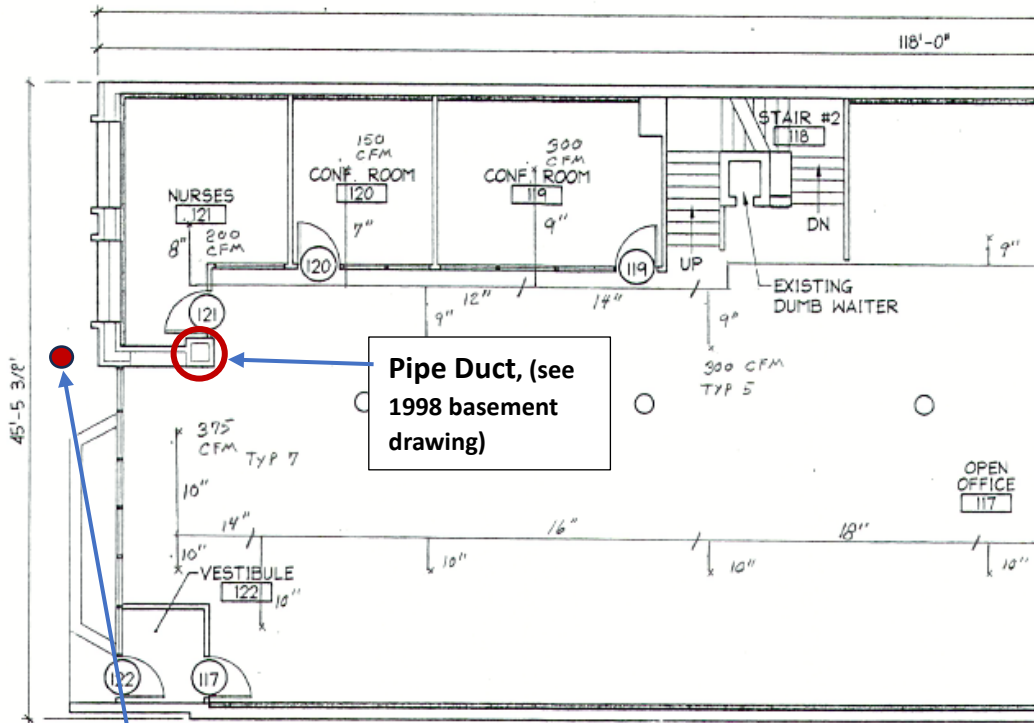 118'-0"
STAIR #2
118
150
CFM
CONF. ROOM
120
7"
300
CFM
CONF. ROOM
119
9"
NURSES
121
8"
200
CFM
120
119
UP
DN
9"
EXISTING
DUMB WAITER
12"
14"
9"
9"
121
Pipe Duct, (see
1998 basement
drawing)
300 CFM
TYP 5
45'-5 3/8"
375
CFM
TYP 7
10"
OPEN
OFFICE
117
14"
16"
18"
10"
10"
10"
10"
VESTIBULE
122
10"
122
117